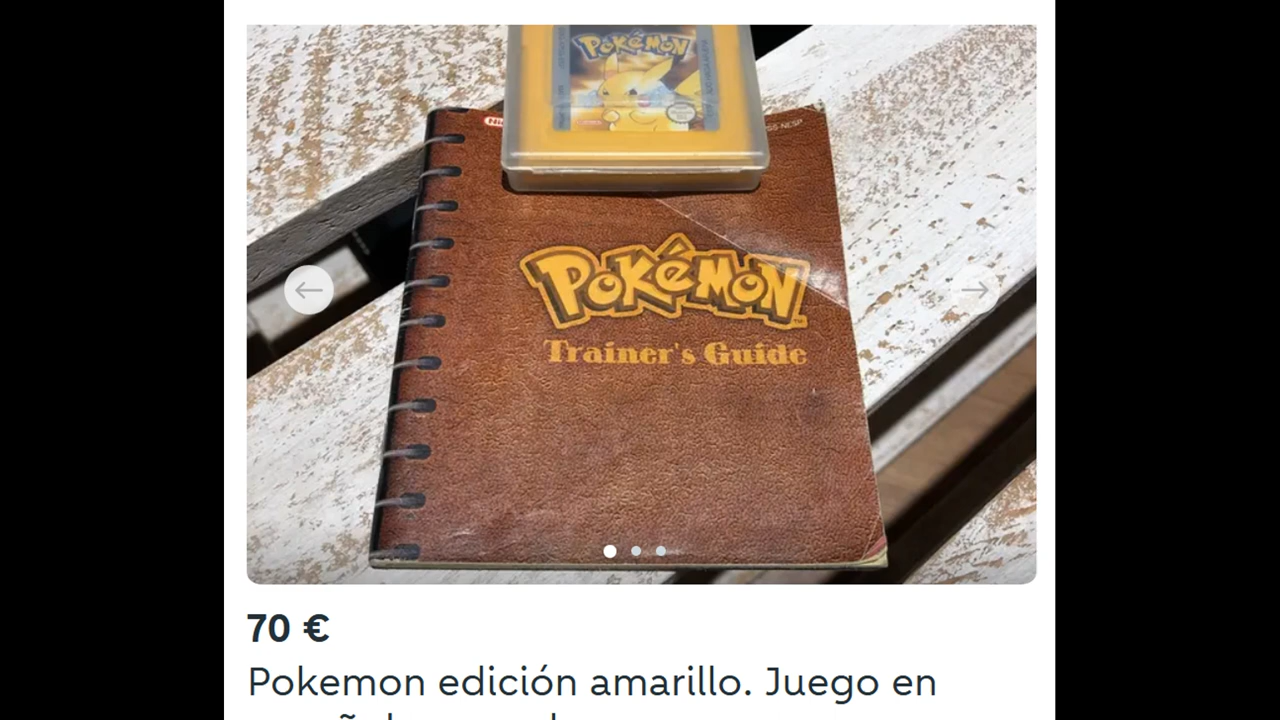 Pokémon
Pokémon
Trainer's Guide
70 €
Pokemon edición amarillo. Juego en